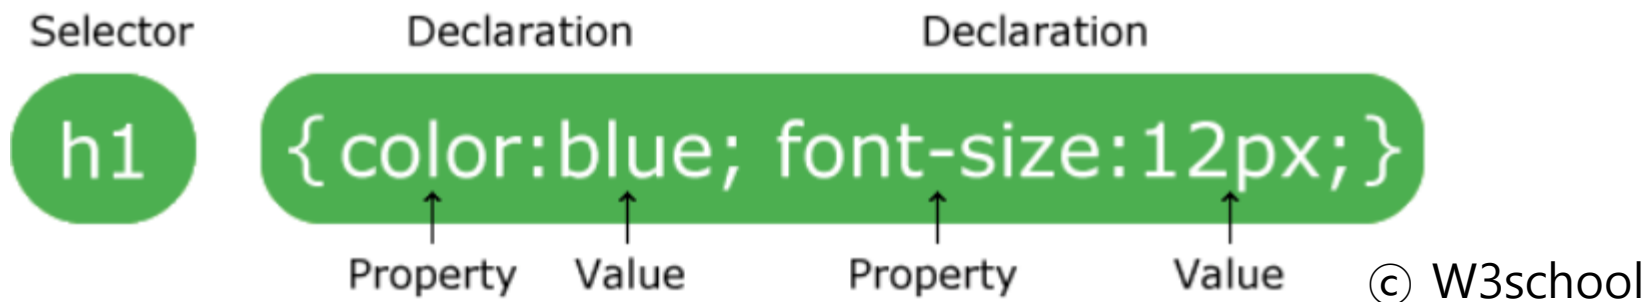 Selector Declaration Declaration
h1 {color:blue; font-size:12px;}
Property Value Property Value
© W3school